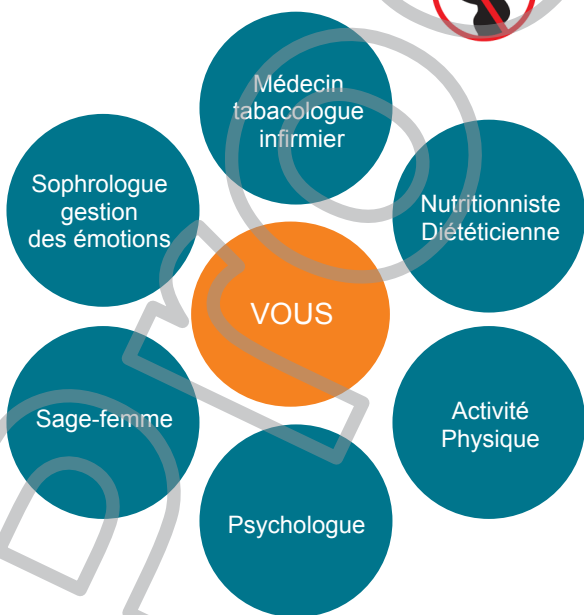 Médecin
tabacologue
infirmier
Sophrologue
gestion
des émotions
Nutritionniste
Diététicienne
VOUS
Sage-femme
Activité
Physique
Psychologue